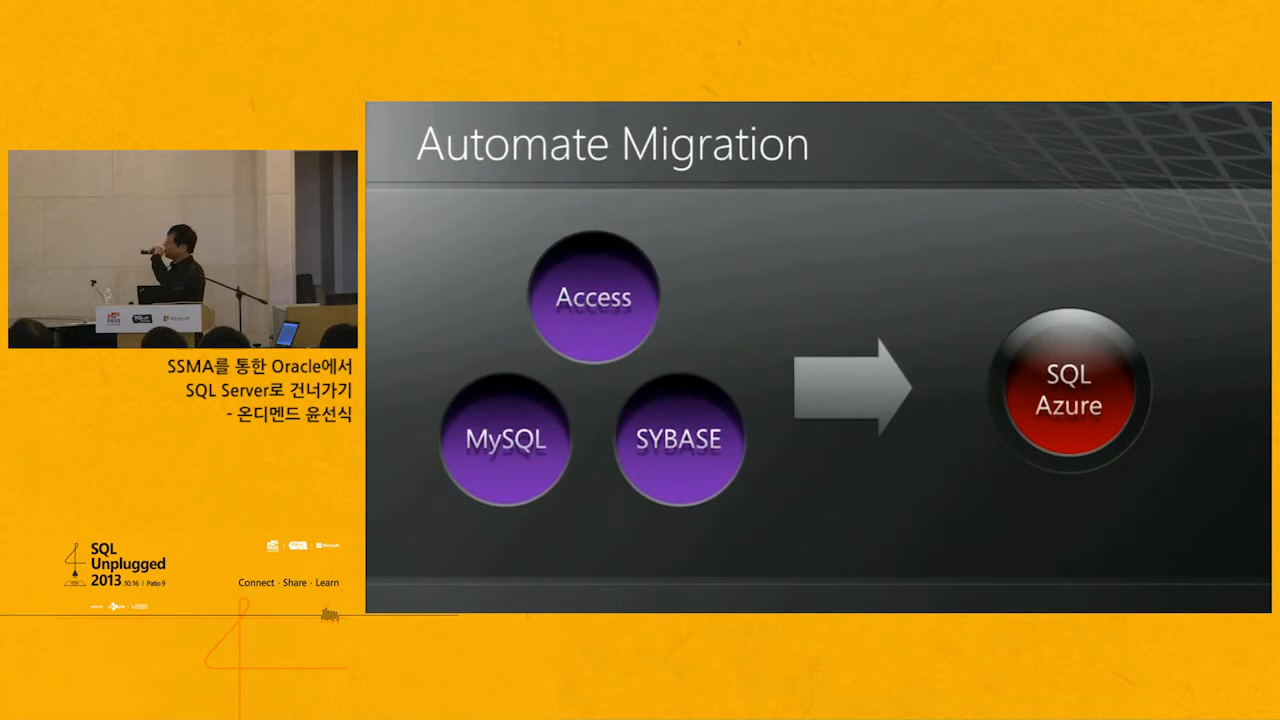 Automate Migration
Access
MySQL
SYBASE
SQL
Azure
PASS
Microsoft
SSMA를 통한 Oracle에서
SQL Server로 건너가기
- 온디멘드 윤선식
SQL
Unplugged
2013.10.16 | Patio 9
Connect · Share · Learn